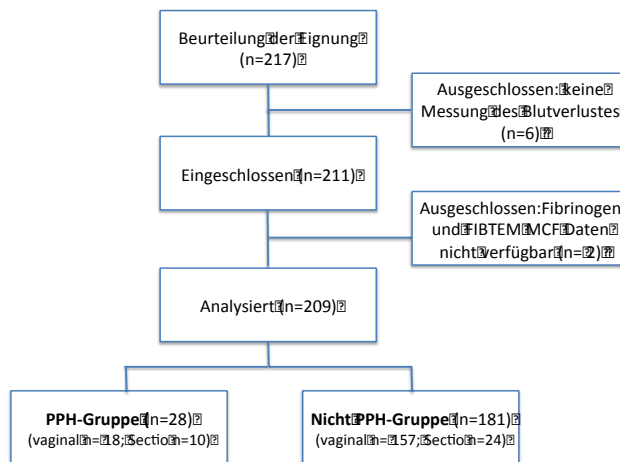 Beurteilung der Eignung
(n=217)
Ausgeschlossen: keine
Messung des Blutverlustes
(n=6)
Eingeschlossen (n=211)
Ausgeschlossen:Fibrinogen
und FIBTEM MCF Daten
nicht verfügbar (n= 2)
Analysiert (n=209)
PPH-Gruppe (n=28)
(vaginal n= 18; Sectio n=10)
Nicht PPH-Gruppe (n=181)
(vaginal n= 157; Sectio n=24)